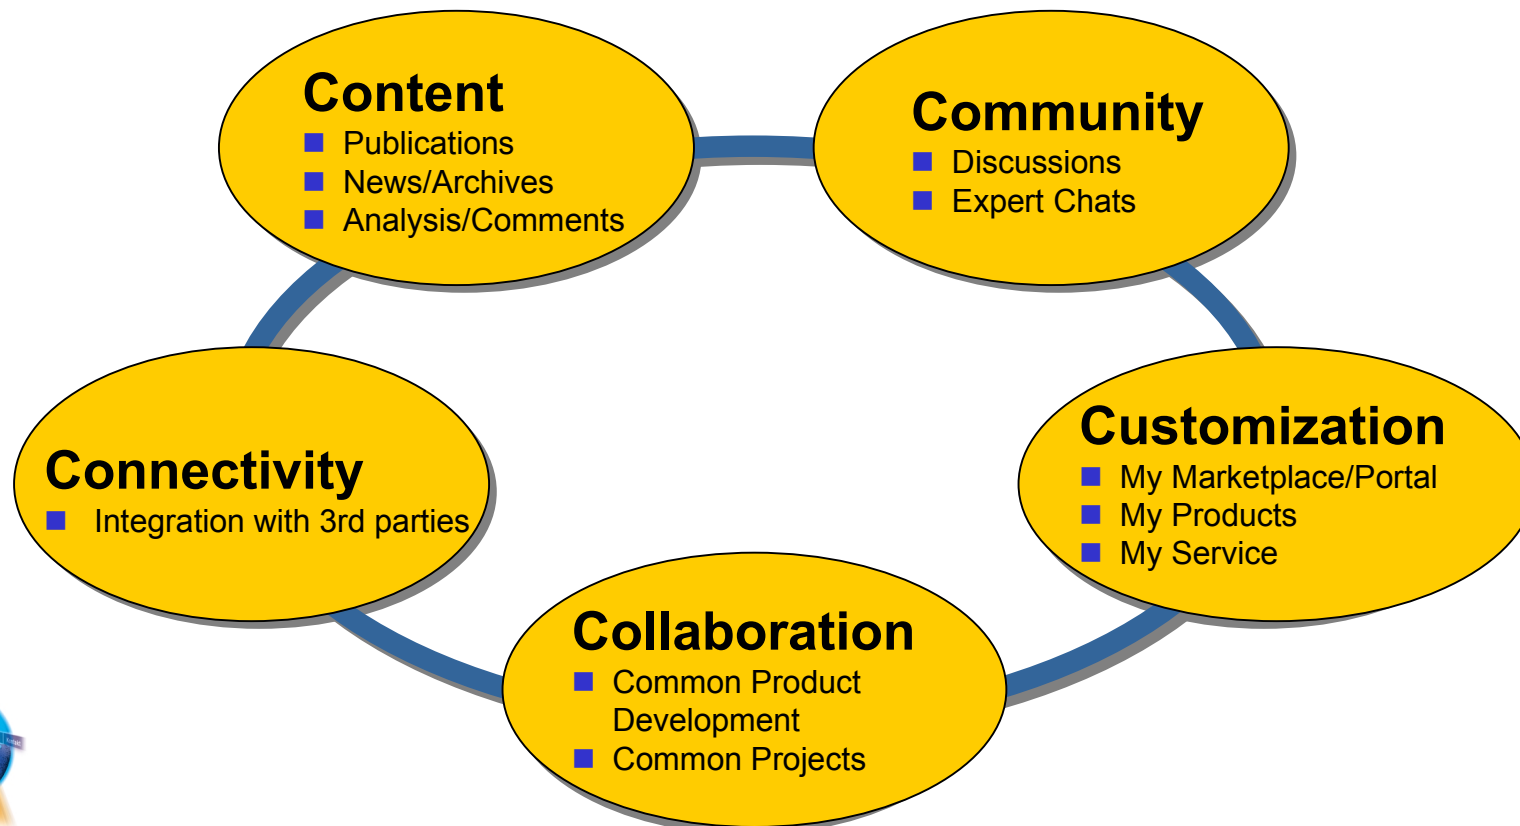 Content
Publications
News/Archives
Analysis/Comments
Community
Discussions
Expert Chats
Connectivity
Integration with 3rd parties
Customization
My Marketplace/Portal
My Products
My Service
Collaboration
Common Product
Development
Common Projects